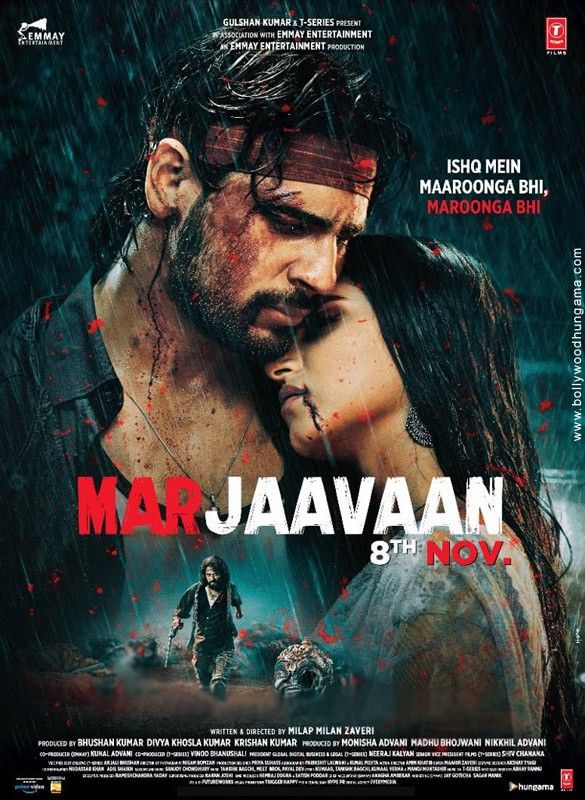 EMMAY
ENTERTAINMENT
GULSHAN KUMAR & T-SERIES PRESENT
IN ASSOCIATION WITH EMMAY ENTERTAINMENT
AN EMMAY ENTERTAINMENT PRODUCTION
T-SERIES
FILMS
ISHQ MEIN
MAAROONGA BHI,
MAROONGA BHI
www.bollywoodhungama.com
MARJAAVAAN
8TH NOV.
WRITTEN & DIRECTED BY MILAP MILAN ZAVERI
PRODUCED BY BHUSHAN KUMAR DIVYA KHOSLA KUMAR KRISHAN KUMAR PRODUCED BY MONISHA ADVANI MADHU BHOJWANI NIKKHIL ADVANI
CO-PRODUCER (EMMAY) KUNAL ADVANI CO-PRODUCER (T-SERIES) VINOD BHANUSHALI PRESIDENT GLOBAL DIGITAL BUSINESS & LEGAL (T-SERIES) NEERAJ KALYAN SENIOR VICE PRESIDENT FILMS (T-SERIES) SHIV CHANANA
prime video
hungama